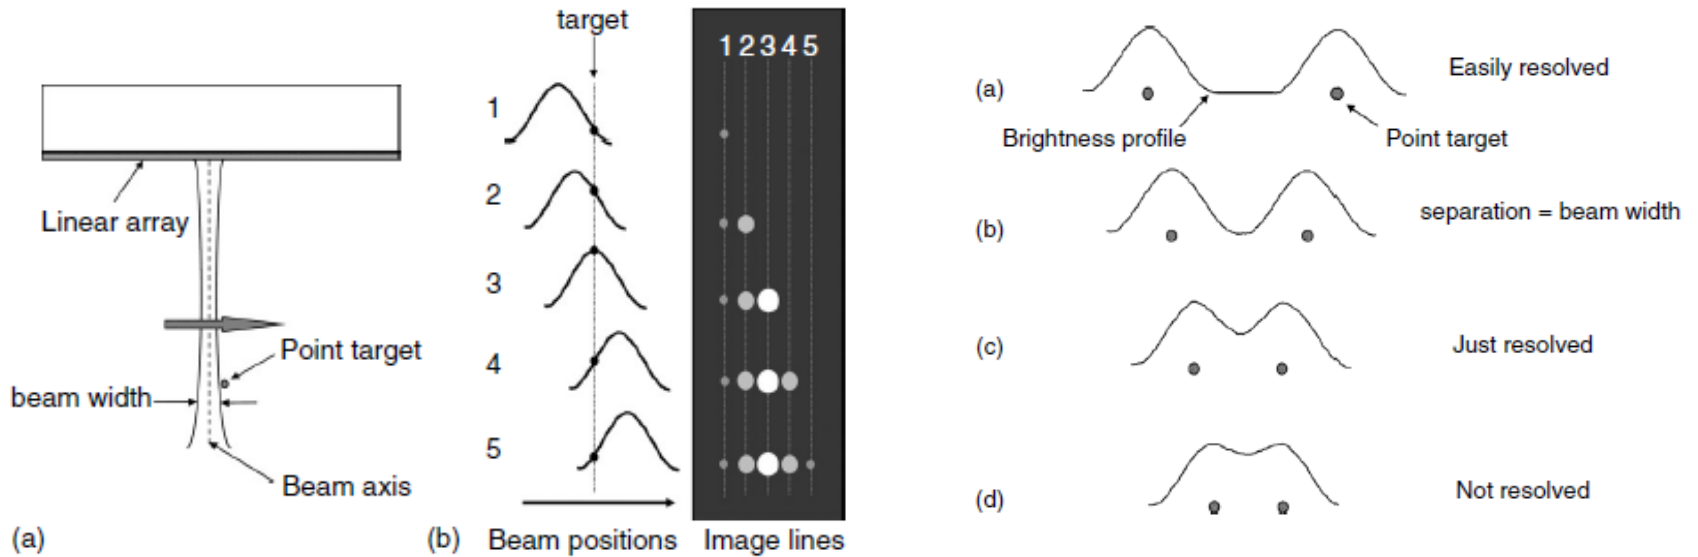 Linear array
Point target
beam width
Beam axis
(a)
target
1
2
3
4
5
(b) Beam positions
1 2 3 4 5
Image lines
(a)
Easily resolved
Brightness profile
Point target
(b)
separation = beam width
(c)
Just resolved
(d)
Not resolved